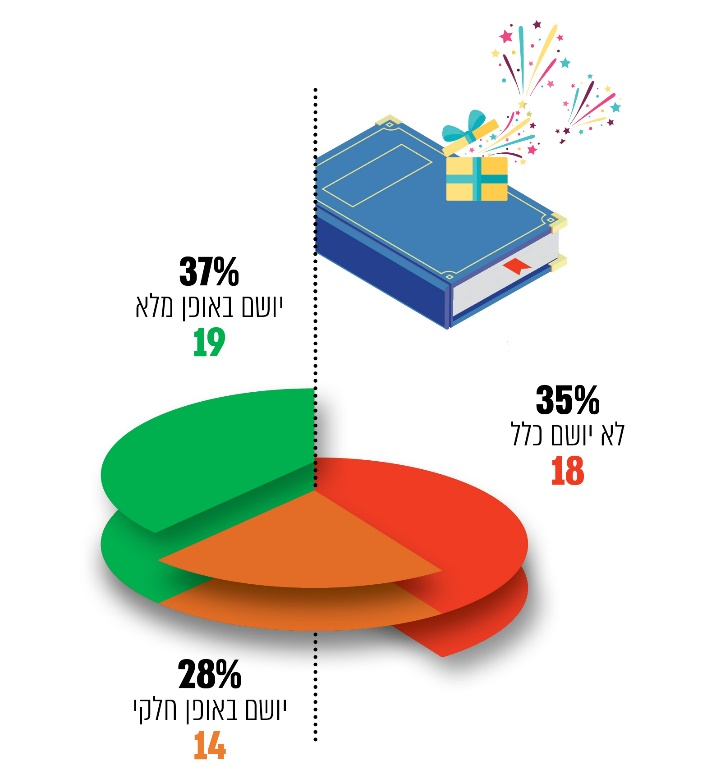 37%
יושם באופן מלא
19
35%
לא יושם כלל
18
28%
יושם באופן חלקי
14